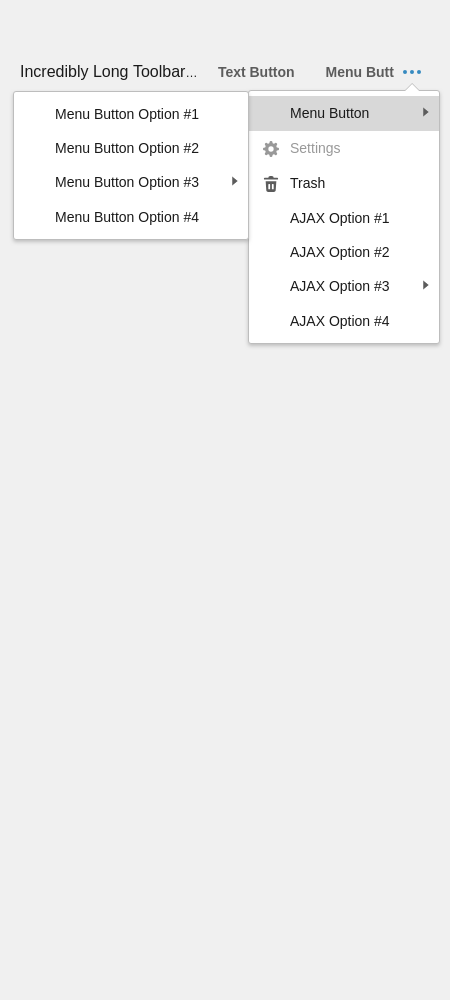 Incredibly Long Toolbar...
Text Button
Menu Butt
Menu Button Option #1
Menu Button Option #2
Menu Button Option #3
Menu Button Option #4
Menu Button
Settings
Trash
AJAX Option #1
AJAX Option #2
AJAX Option #3
AJAX Option #4